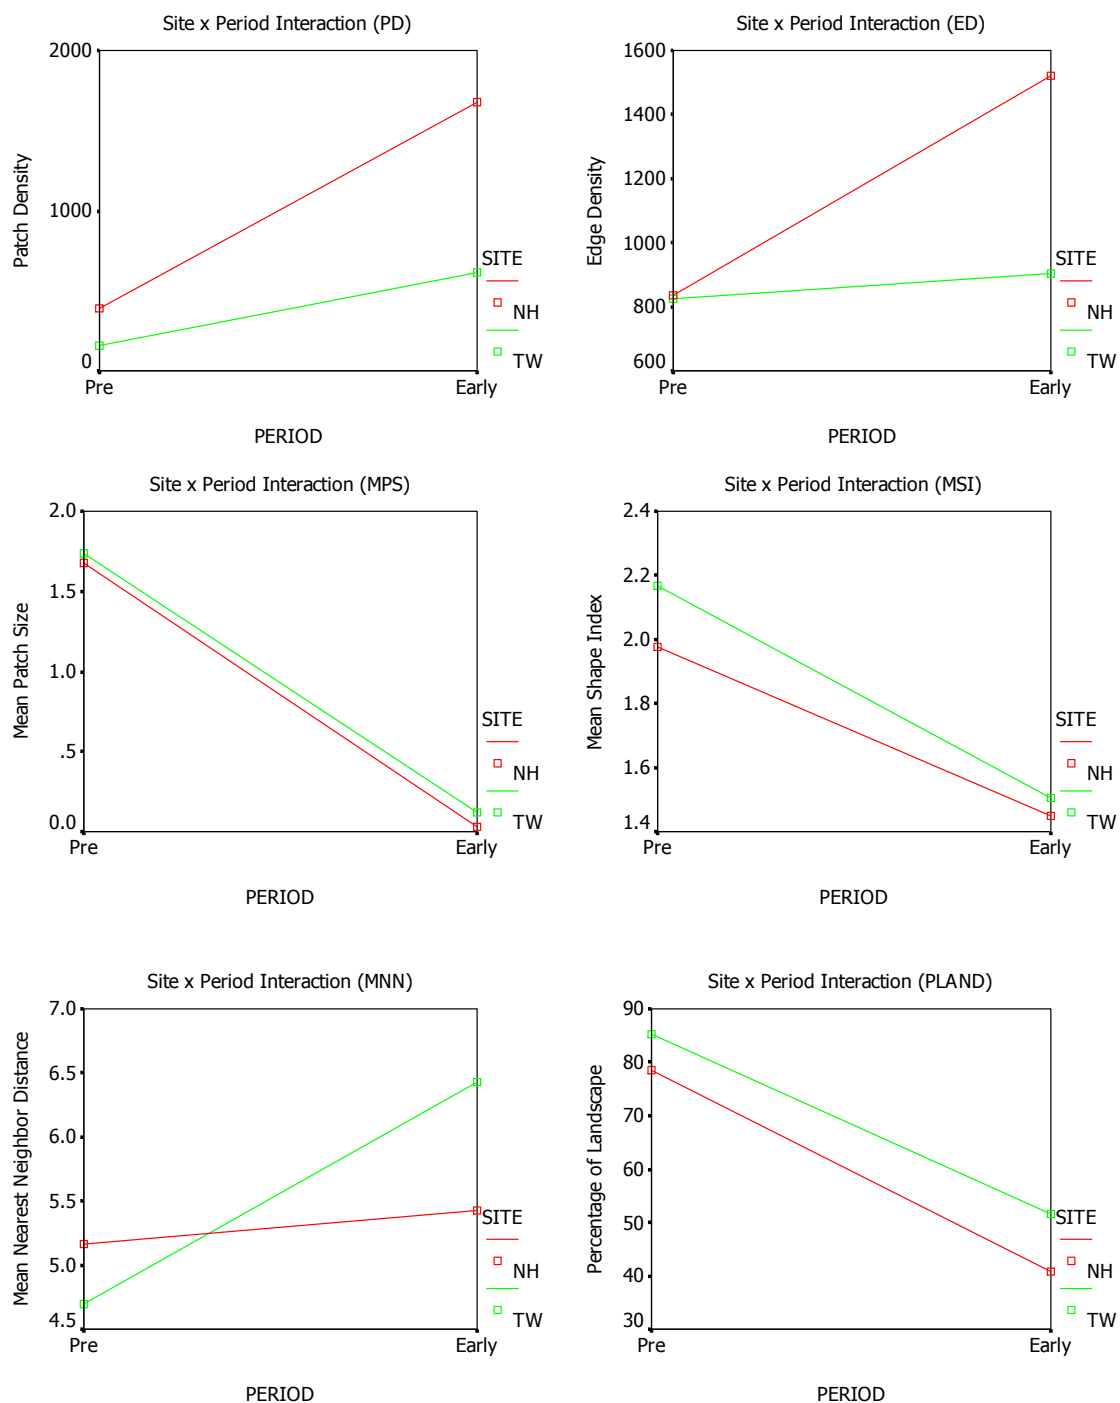 Site x Period Interaction (PD)
2000
1000
0
Patch Density
Pre
Early
PERIOD
SITE
NH
TW
Site x Period Interaction (ED)
1600
1400
1200
1000
800
600
Edge Density
Pre
Early
PERIOD
SITE
NH
TW
Site x Period Interaction (MPS)
2.0
1.5
1.0
.5
0.0
Mean Patch Size
Pre
Early
PERIOD
SITE
NH
TW
Site x Period Interaction (MSI)
2.4
2.2
2.0
1.8
1.6
1.4
Mean Shape Index
Pre
Early
PERIOD
SITE
NH
TW
Site x Period Interaction (MNN)
7.0
6.5
6.0
5.5
5.0
4.5
Mean Nearest Neighbor Distance
Pre
Early
PERIOD
SITE
NH
TW
Site x Period Interaction (PLAND)
90
80
70
60
50
40
30
Percentage of Landscape
Pre
Early
PERIOD
SITE
NH
TW